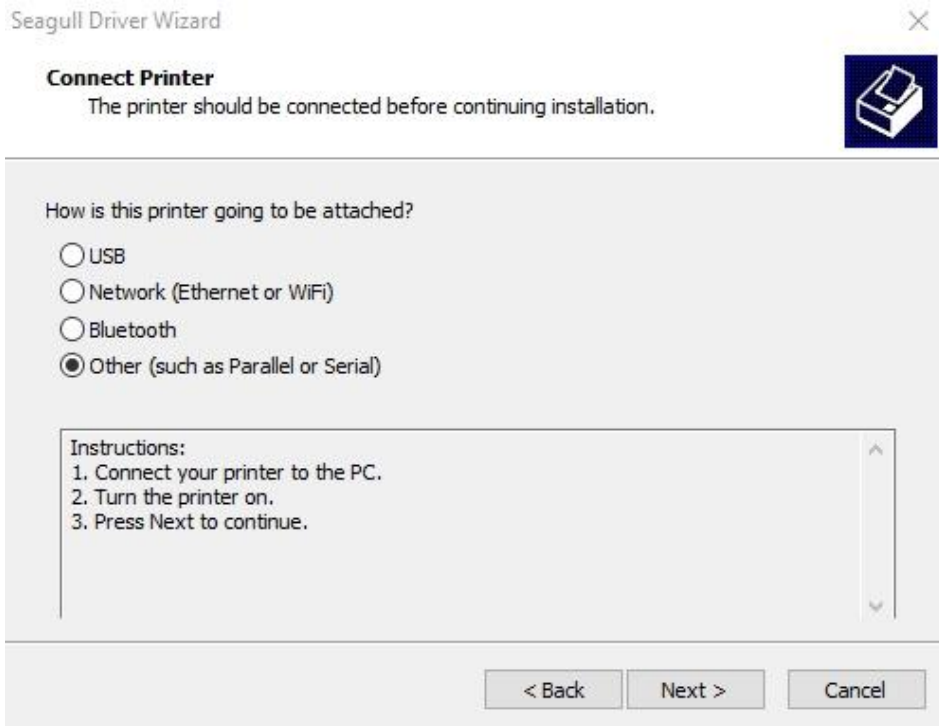 Seagull Driver Wizard
Connect Printer
The printer should be connected before continuing installation.
How is this printer going to be attached?
USB
Network (Ethernet or WiFi)
Bluetooth
Other (such as Parallel or Serial)
Instructions:
1. Connect your printer to the PC.
2. Turn the printer on.
3. Press Next to continue.
< Back Next > Cancel